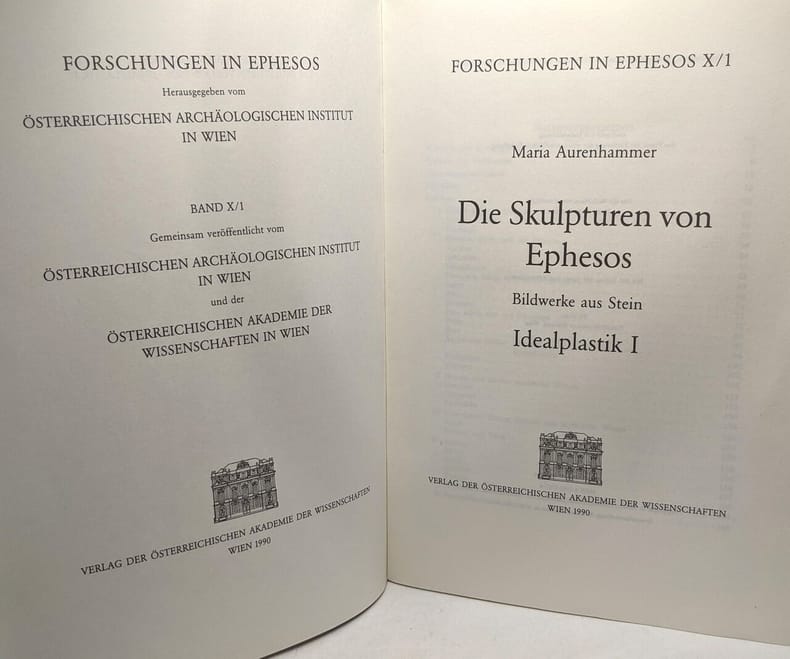 FORSCHUNGEN IN EPHESOS
Herausgegeben vom
ÖSTERREICHISCHEN ARCHÄOLOGISCHEN INSTITUT
IN WIEN
BAND X/1
Gemeinsam veröffentlicht vom
ÖSTERREICHISCHEN ARCHÄOLOGISCHEN INSTITUT
IN WIEN
und der
ÖSTERREICHISCHEN AKADEMIE DER
WISSENSCHAFTEN IN WIEN
VERLAG DER ÖSTERREICHISCHEN AKADEMIE DER WISSENSCHAFTEN
WIEN 1990
FORSCHUNGEN IN EPHESOS X/1
Maria Aurenhammer
Die Skulpturen von
Ephesos
Bildwerke aus Stein
Idealplastik I
VERLAG DER ÖSTERREICHISCHEN AKADEMIE DER WISSENSCHAFTEN
WIEN 1990